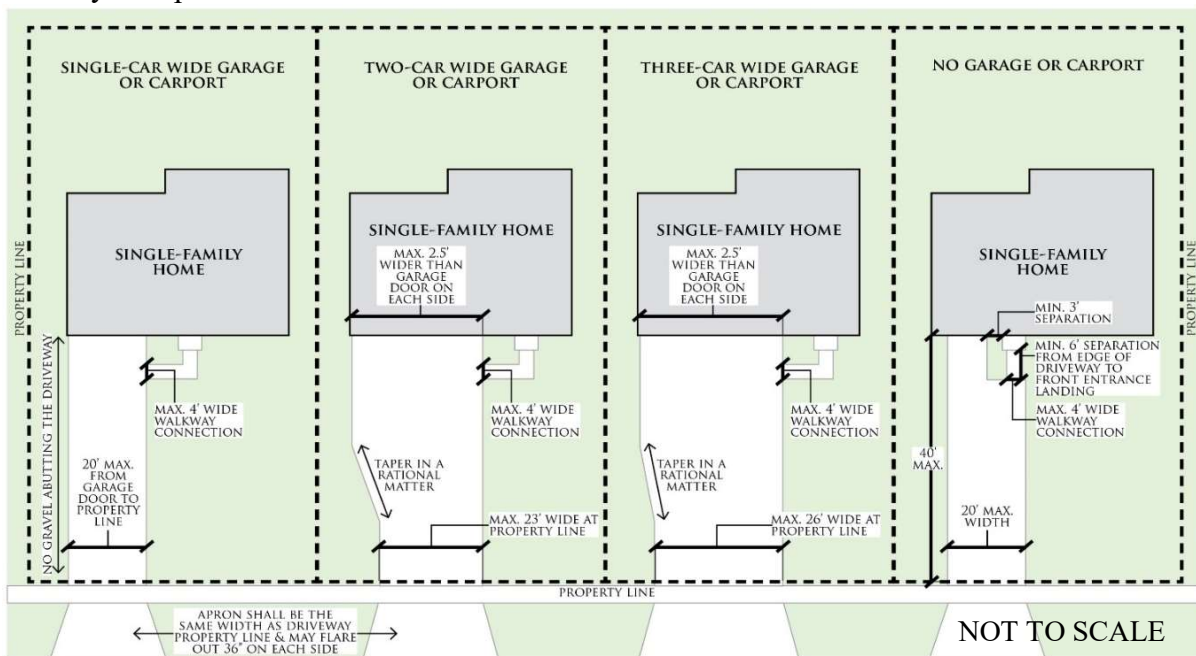 SINGLE-CAR WIDE GARAGE
OR CARPORT
TWO-CAR WIDE GARAGE
OR CARPORT
THREE-CAR WIDE GARAGE
OR CARPORT
NO GARAGE OR CARPORT
PROPERTY LINE
SINGLE-FAMILY
HOME
NO GRAVEL ABUTTING THE DRIVEWAY
MAX. 4' WIDE
WALKWAY
CONNECTION
20' MAX.
FROM
GARAGE
DOOR TO
PROPERTY
LINE
SINGLE-FAMILY HOME
MAX. 2.5'
WIDER THAN
GARAGE
DOOR ON
EACH SIDE
MAX. 4' WIDE
WALKWAY
CONNECTION
TAPER IN A
RATIONAL
MATTER
MAX. 23' WIDE AT
PROPERTY LINE
SINGLE-FAMILY HOME
MAX. 2.5'
WIDER THAN
GARAGE
DOOR ON
EACH SIDE
MAX. 4' WIDE
WALKWAY
CONNECTION
TAPER IN A
RATIONAL
MATTER
MAX. 26' WIDE AT
PROPERTY LINE
SINGLE-FAMILY
HOME
MIN. 3'
SEPARATION
MIN. 6' SEPARATION
FROM EDGE OF
DRIVEWAY TO
FRONT ENTRANCE
LANDING
MAX. 4' WIDE
WALKWAY
CONNECTION
40'
MAX.
20' MAX.
WIDTH
PROPERTY LINE
PROPERTY LINE
APRON SHALL BE THE
SAME WIDTH AS DRIVEWAY
PROPERTY LINE & MAY FLARE
OUT 36" ON EACH SIDE
NOT TO SCALE